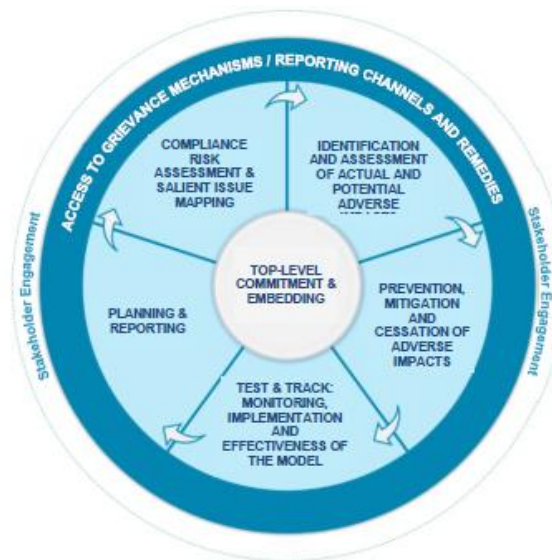 ACCESS TO GRIEVANCE MECHANISMS / REPORTING CHANNELS AND REMEDIES
Stakeholder Engagement
Stakeholder Engagement
COMPLIANCE
RISK
ASSESSMENT &
SALIENT ISSUE
MAPPING
IDENTIFICATION
AND ASSESSMENT
OF ACTUAL AND
POTENTIAL
ADVERSE
IMPACTS
TOP-LEVEL
COMMITMENT &
EMBEDDING
PLANNING &
REPORTING
PREVENTION,
MITIGATION
AND
CESSATION OF
ADVERSE
IMPACTS
TEST & TRACK:
MONITORING,
IMPLEMENTATION
AND
EFFECTIVENESS OF
THE MODEL